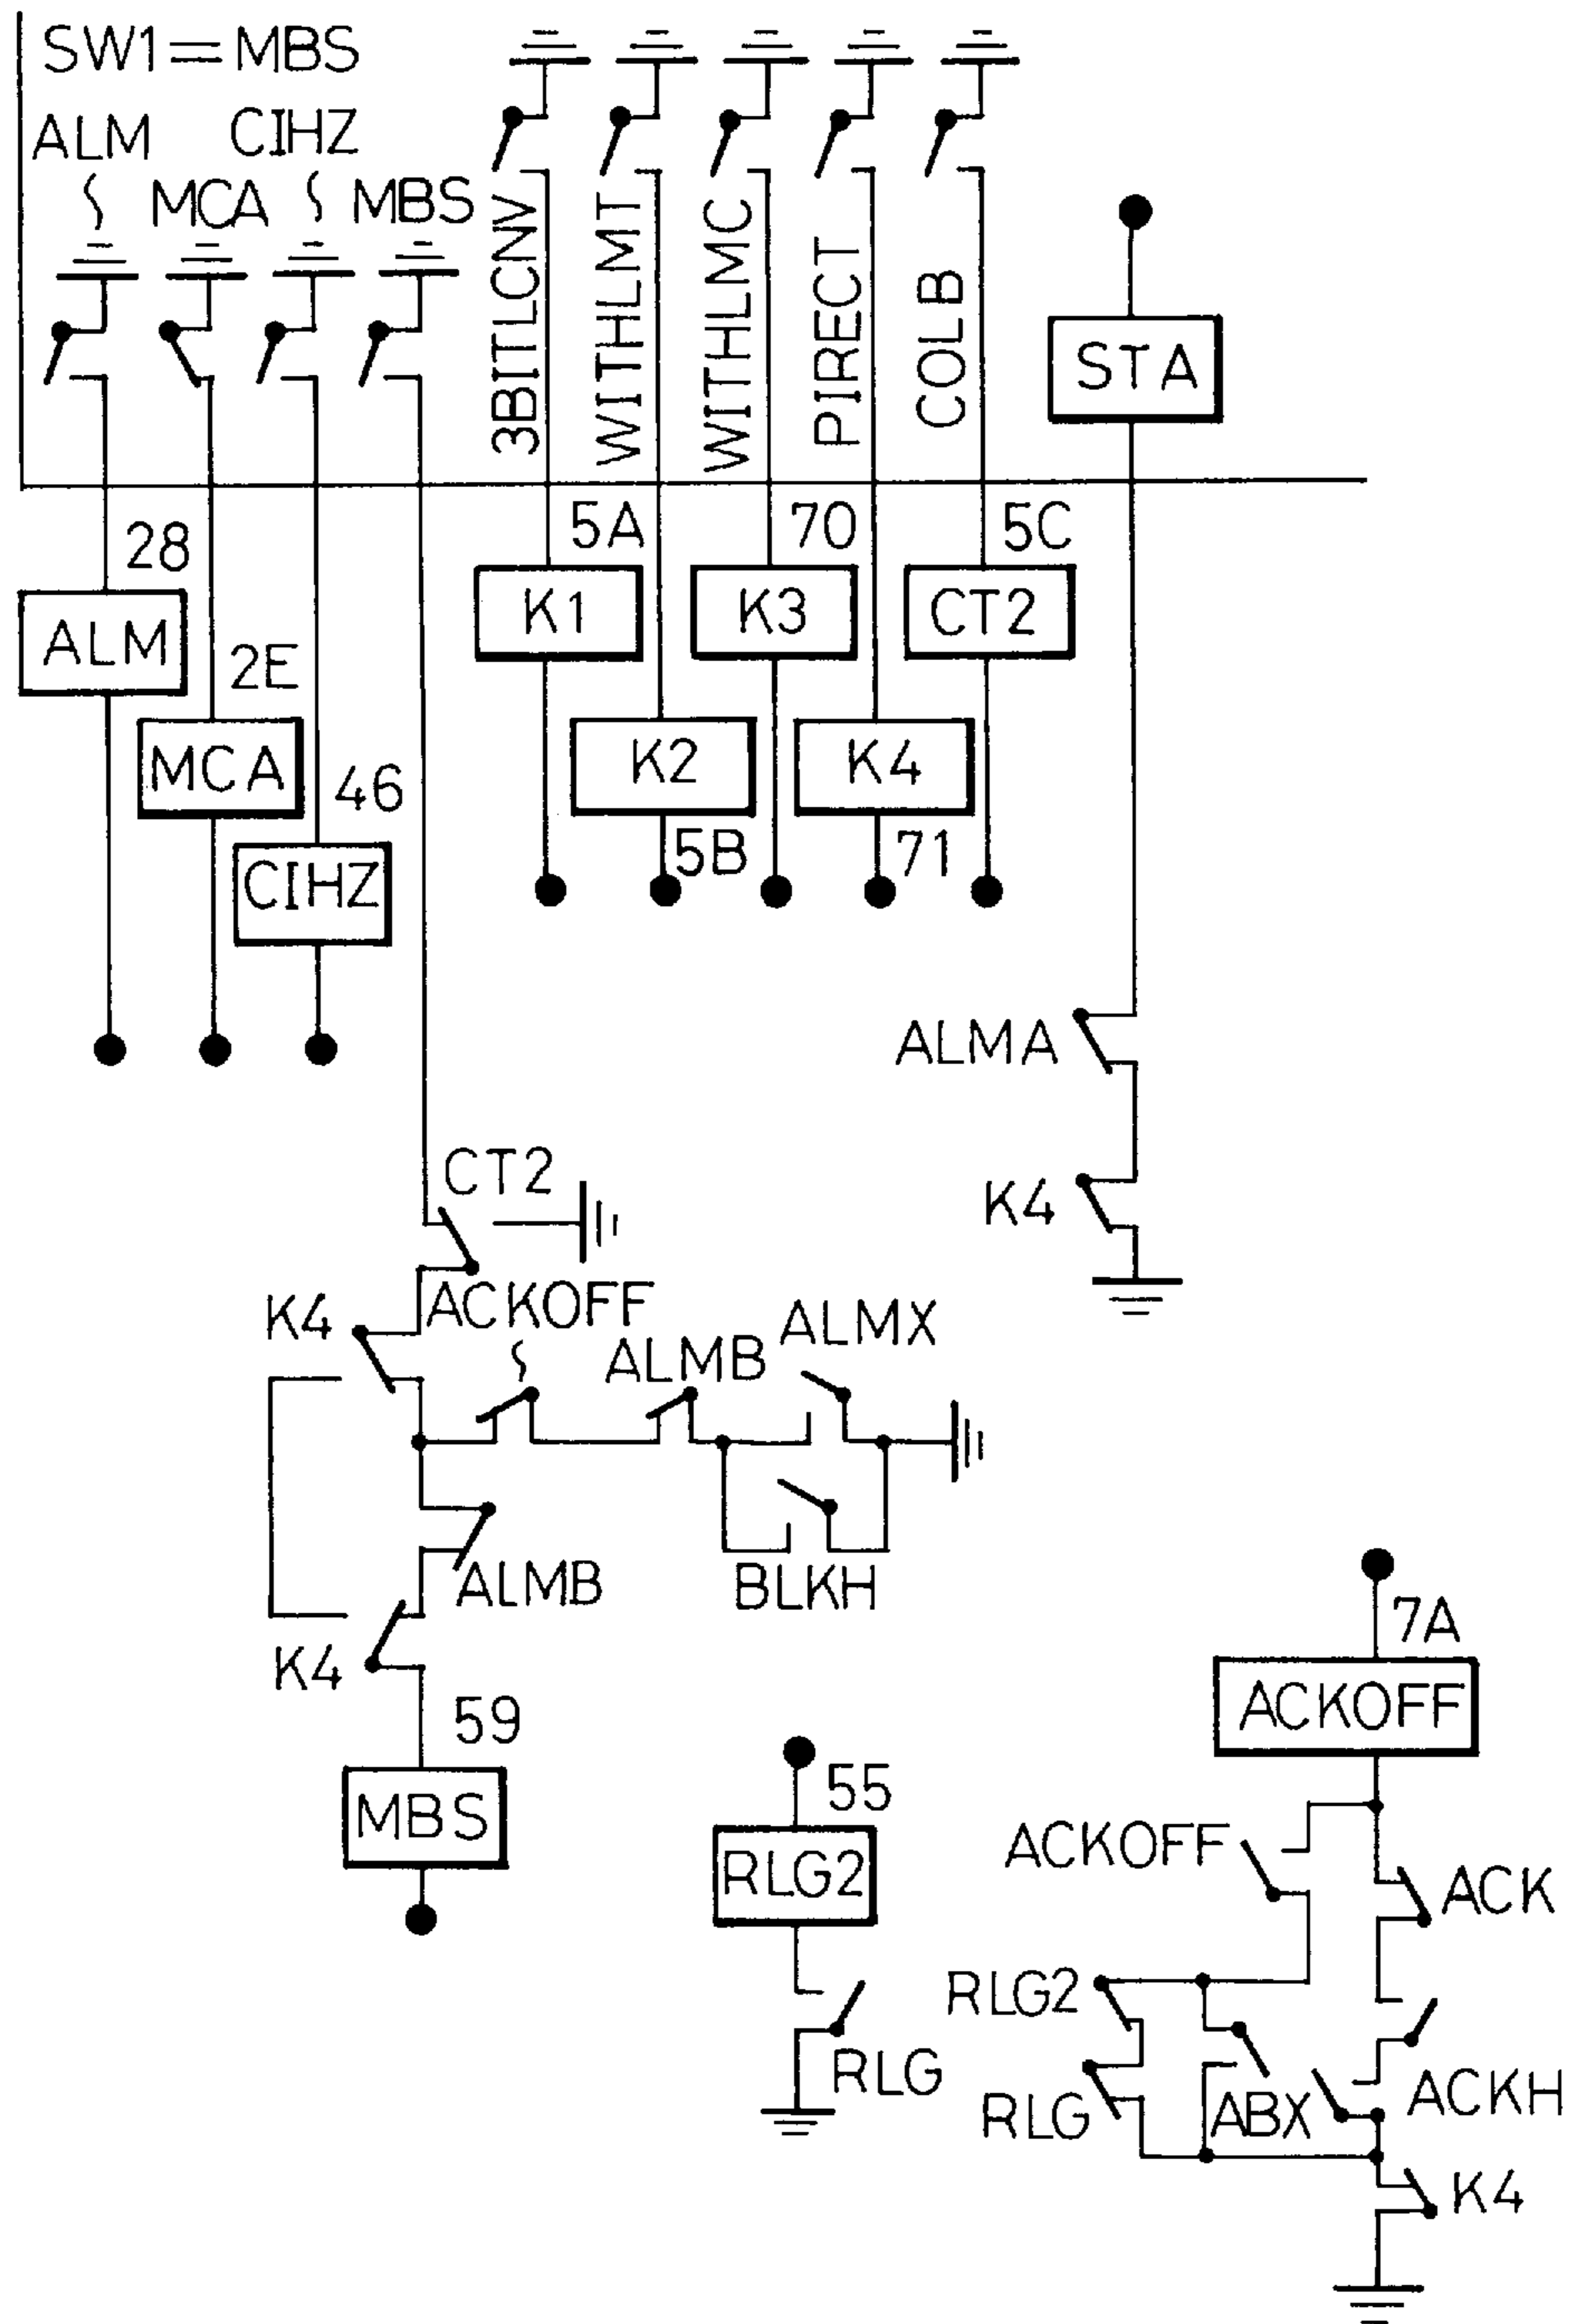 SW1=MBS
ALM CIHZ
MCA MBS
3BITLCNV
WITHLMT
WITHLMC
PIRECT
COLB
STA
28
5A
70
5C
ALM
K1
K3
CT2
2E
MCA
K2
K4
46
CIHZ
5B
71
ALMA
CT2
K4
K4
ACKOFF
ALMX
ALMB
ALMB
BLKH
K4
59
MBS
7A
ACKOFF
55
RLG2
ACKOFF
ACK
RLG2
RLG
RLG
ABX
ACKH
K4